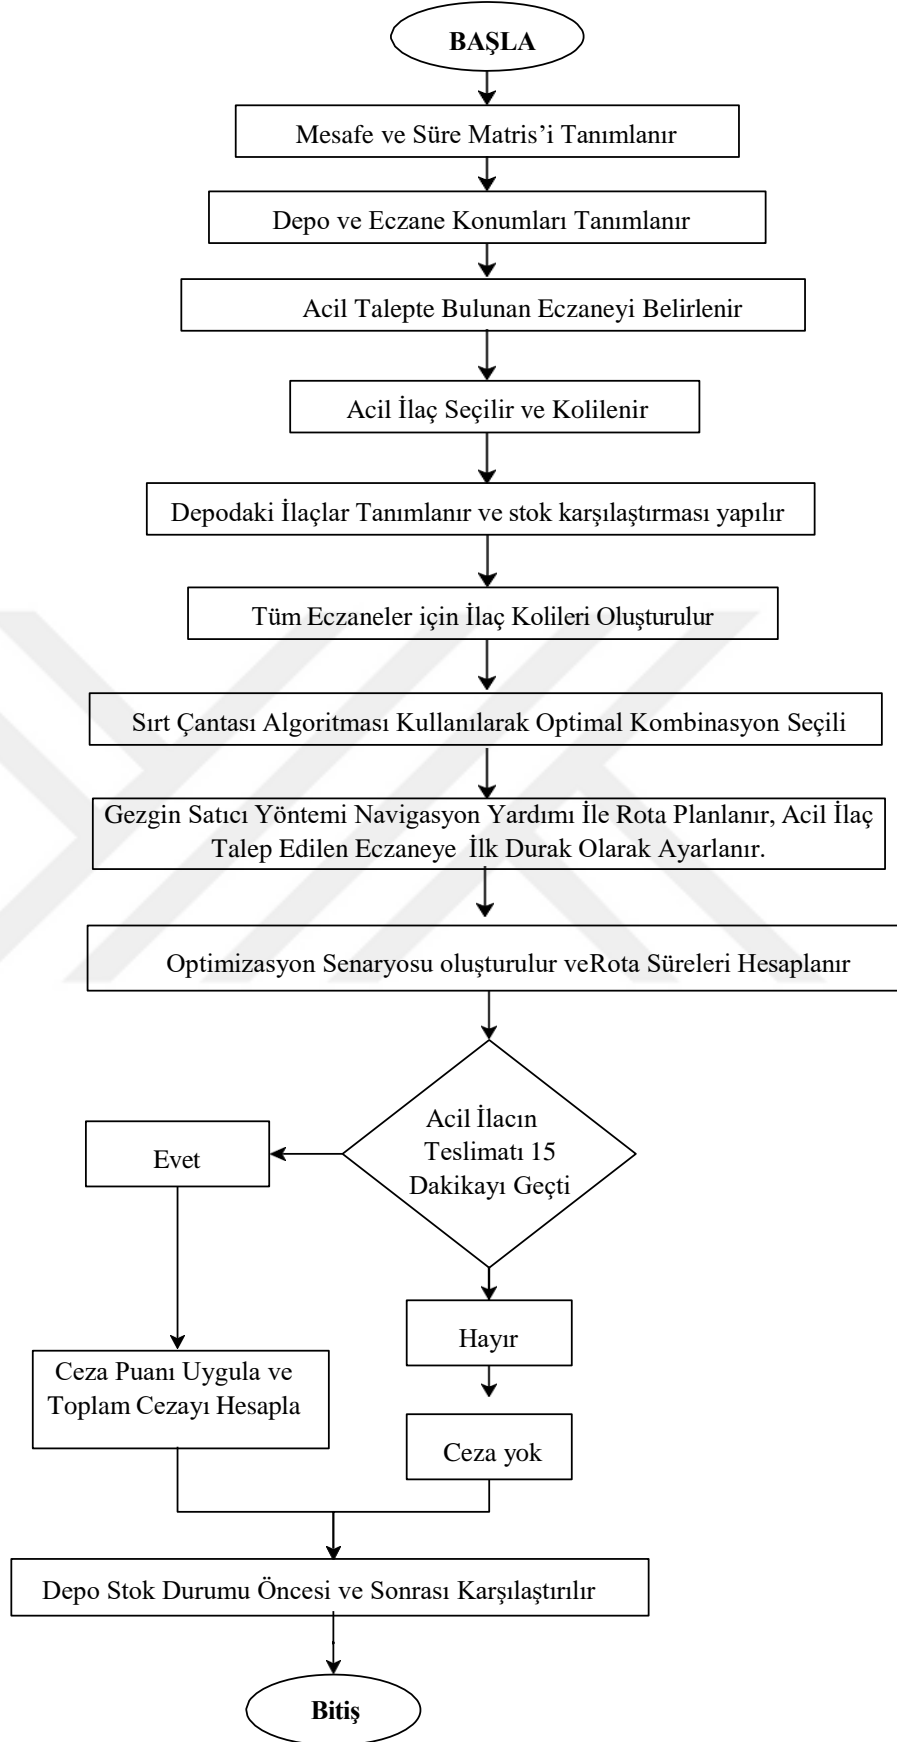 BAŞLA
Mesafe ve Süre Matris’i Tanımlanır
Depo ve Eczane Konumları Tanımlanır
Acil Talepte Bulunan Eczaneyi Belirlenir
Acil İlaç Seçilir ve Kolilenir
Depodaki İlaçlar Tanımlanır ve stok karşılaştırması yapılır
Tüm Eczaneler için İlaç Kolileri Oluşturulur
Sırt Çantası Algoritması Kullanılarak Optimal Kombinasyon Seçili
Gezgin Satıcı Yöntemi Navigasyon Yardımı İle Rota Planlanır, Acil İlaç
Talep Edilen Eczaneye İlk Durak Olarak Ayarlanır.
Optimizasyon Senaryosu oluşturulur veRota Süreleri Hesaplanır
Acil İlacın
Teslimatı 15
Dakikayı Geçti
Evet
Hayır
Ceza Puanı Uygula ve
Toplam Cezayı Hesapla
Ceza yok
Depo Stok Durumu Öncesi ve Sonrası Karşılaştırılır
Bitiş